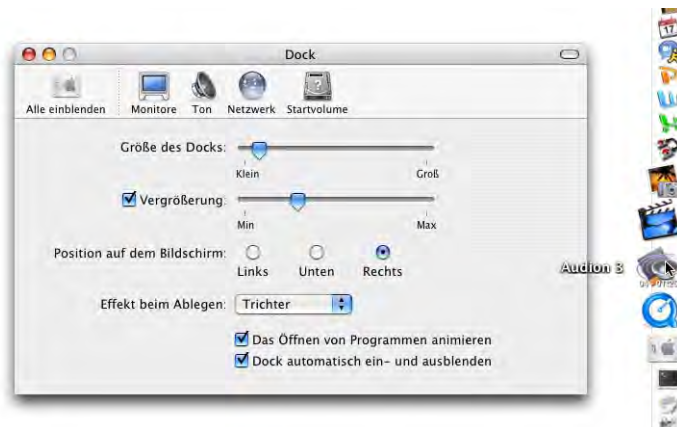 Dock
Alle einblenden Monitore Ton Netzwerk Startvolume
Größe des Docks:
Klein Groß
Vergrößerung:
Min Max
Position auf dem Bildschirm:
Links Unten Rechts
Effekt beim Ablegen: Trichter
Das Öffnen von Programmen animieren
Dock automatisch ein- und ausblenden
17
Audion 3